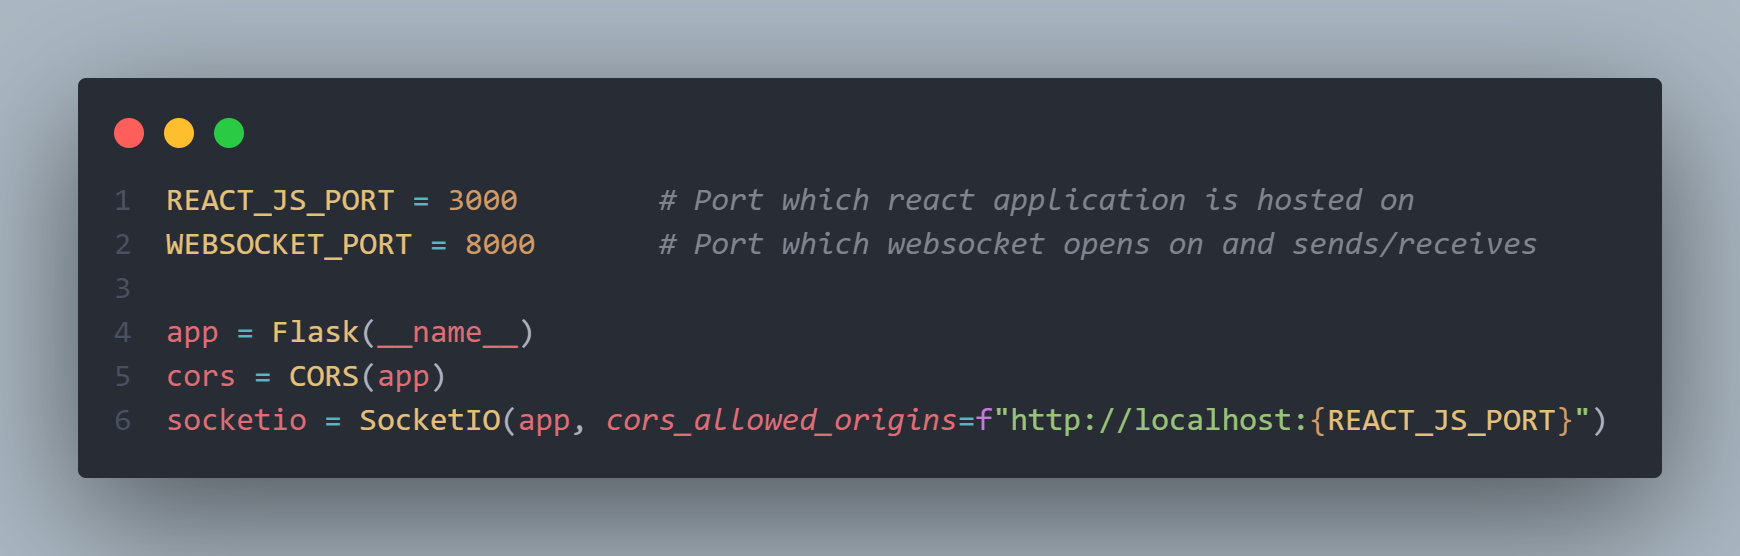 1 REACT_JS_PORT = 3000        # Port which react application is hosted on
2 WEBSOCKET_PORT = 8000       # Port which websocket opens on and sends/receives
3
4 app = Flask(__name__)
5 cors = CORS(app)
6 socketio = SocketIO(app, cors_allowed_origins=f"http://localhost:{REACT_JS_PORT}")